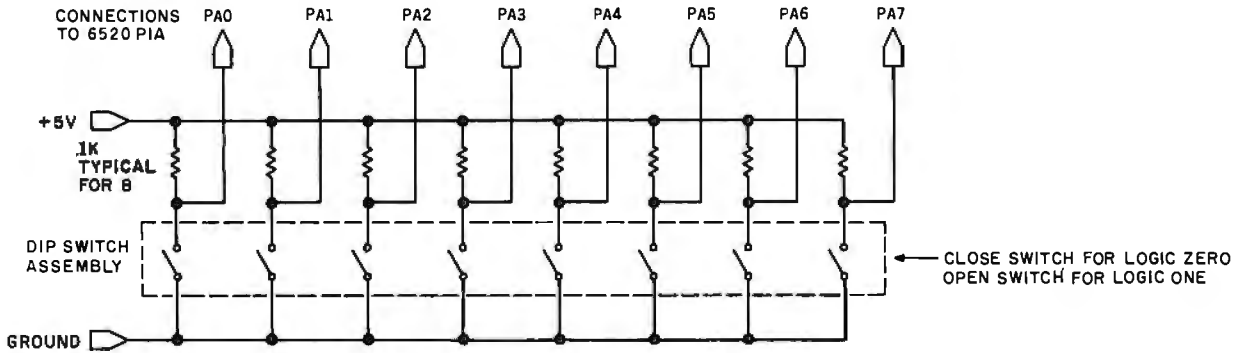 CONNECTIONS
TO 6520 PIA
PA0
PA1
PA2
PA3
PA4
PA5
PA6
PA7
+5V
1K
TYPICAL
FOR 8
DIP SWITCH
ASSEMBLY
CLOSE SWITCH FOR LOGIC ZERO
OPEN SWITCH FOR LOGIC ONE
GROUND